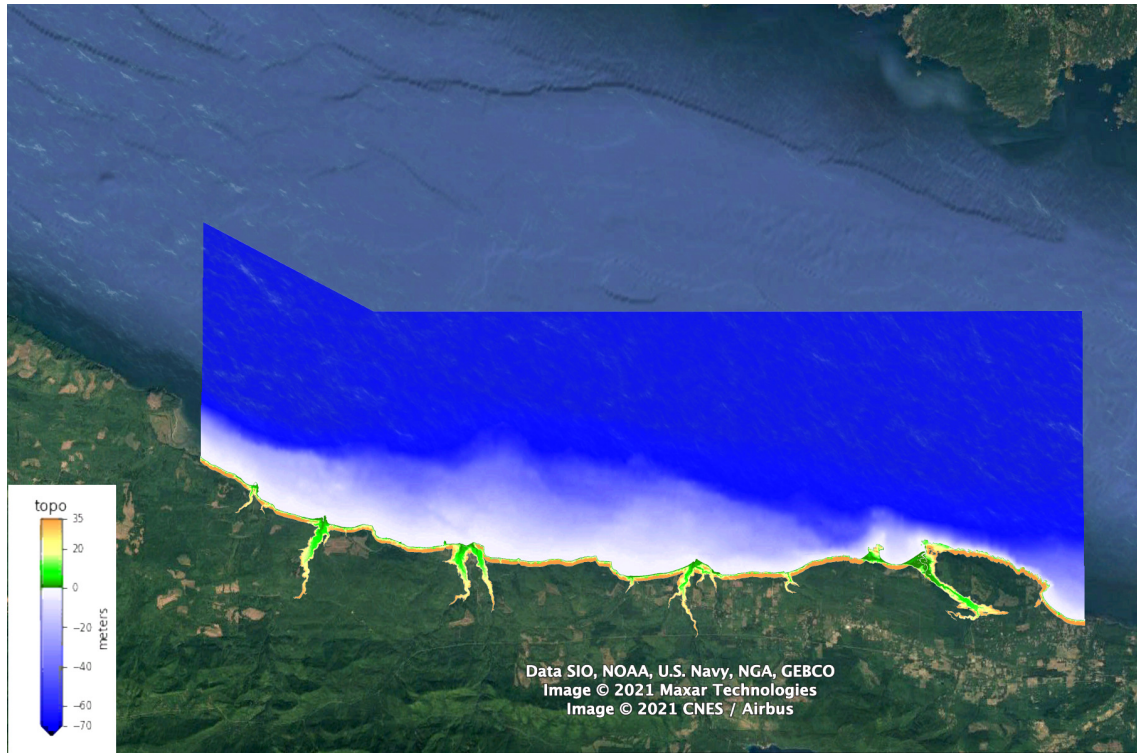 topo
35
20
0
−20
−40
−60
−70
meters
Data SIO, NOAA, U.S. Navy, NGA, GEBCO
Image © 2021 Maxar Technologies
Image © 2021 CNES / Airbus